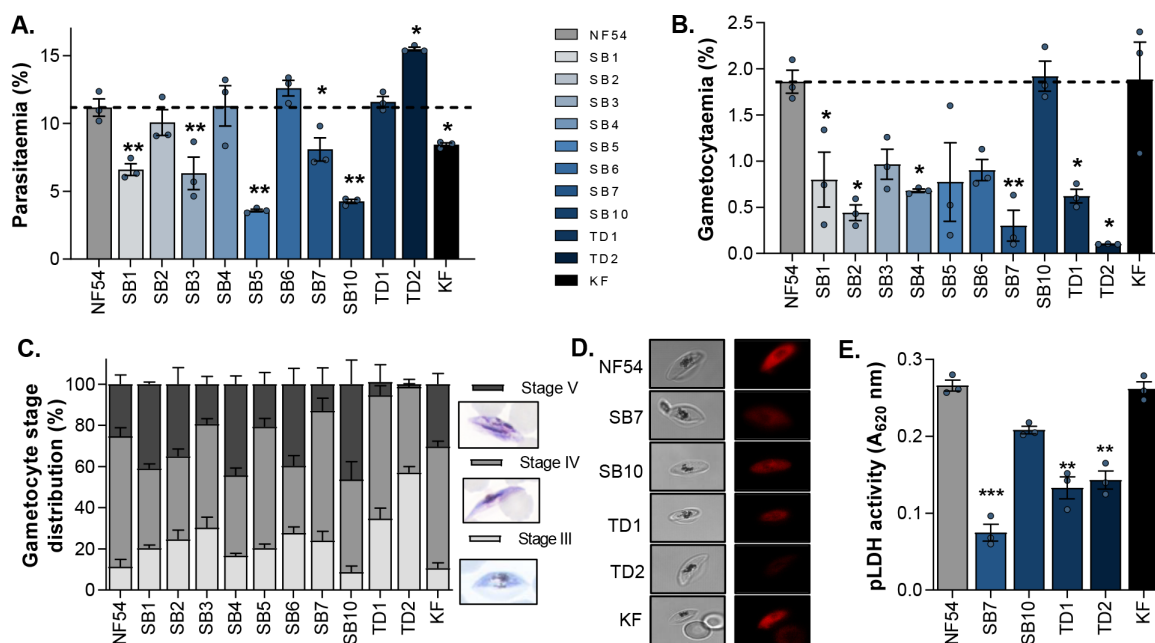 A.
Parasitaemia (%)
15
10
5
0
**
**
**
*
**
*
*
NF54
SB1
SB2
SB3
SB4
SB5
SB6
SB7
SB10
TD1
TD2
KF
NF54
SB1
SB2
SB3
SB4
SB5
SB6
SB7
SB10
TD1
TD2
KF
B.
Gametocytaemia (%)
2.5
2.0
1.5
1.0
0.5
0.0
*
*
*
**
*
*
NF54
SB1
SB2
SB3
SB4
SB5
SB6
SB7
SB10
TD1
TD2
KF
C.
Gametocyte stage
distribution (%)
100
80
60
40
20
0
NF54
SB1
SB2
SB3
SB4
SB5
SB6
SB7
SB10
TD1
TD2
KF
Stage V
Stage IV
Stage III
D.
NF54
SB7
SB10
TD1
TD2
KF
E.
pLDH activity (A620 nm)
0.3
0.2
0.1
0.0
***
**
**
NF54
SB7
SB10
TD1
TD2
KF